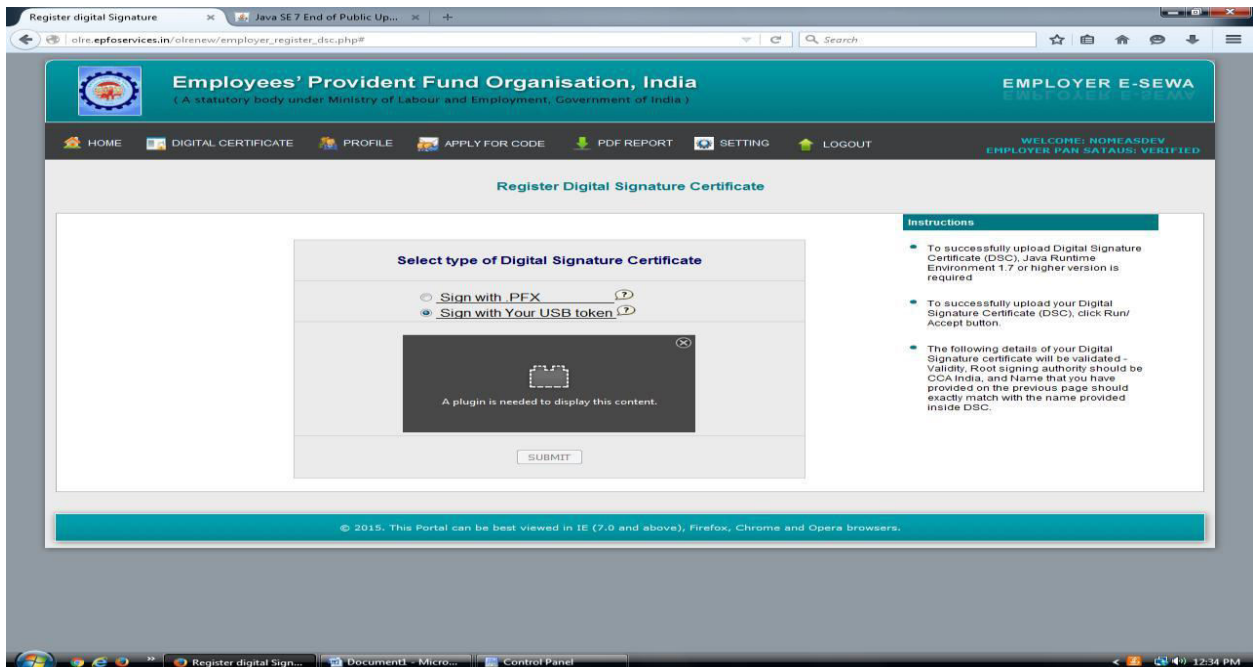 Register digital Signature
Java SE 7 End of Public Up...
olre.epfoservices.in/olrenew/employer_register_dsc.php#
Search
Employees' Provident Fund Organisation, India
( A statutory body under Ministry of Labour and Employment, Government of India )
EMPLOYER E-SEWA
HOME
DIGITAL CERTIFICATE
PROFILE
APPLY FOR CODE
PDF REPORT
SETTING
LOGOUT
WELCOME: NOMEASDEV
EMPLOYER PAN SATAUS: VERIFIED
Register Digital Signature Certificate
Select type of Digital Signature Certificate
Sign with .PFX
Sign with Your USB token
A plugin is needed to display this content.
SUBMIT
Instructions
To successfully upload Digital Signature
Certificate (DSC), Java Runtime
Environment 1.7 or higher version is
required
To successfully upload your Digital
Signature Certificate (DSC), click Run/
Accept button.
The following details of your Digital
Signature certificate will be validated -
Validity, Root signing authority should be
CCA India, and Name that you have
provided on the previous page should
exactly match with the name provided
inside DSC.
© 2015. This Portal can be best viewed in IE (7.0 and above), Firefox, Chrome and Opera browsers.
Register digital Sign...
Document1 - Micro...
Control Panel
12:34 PM